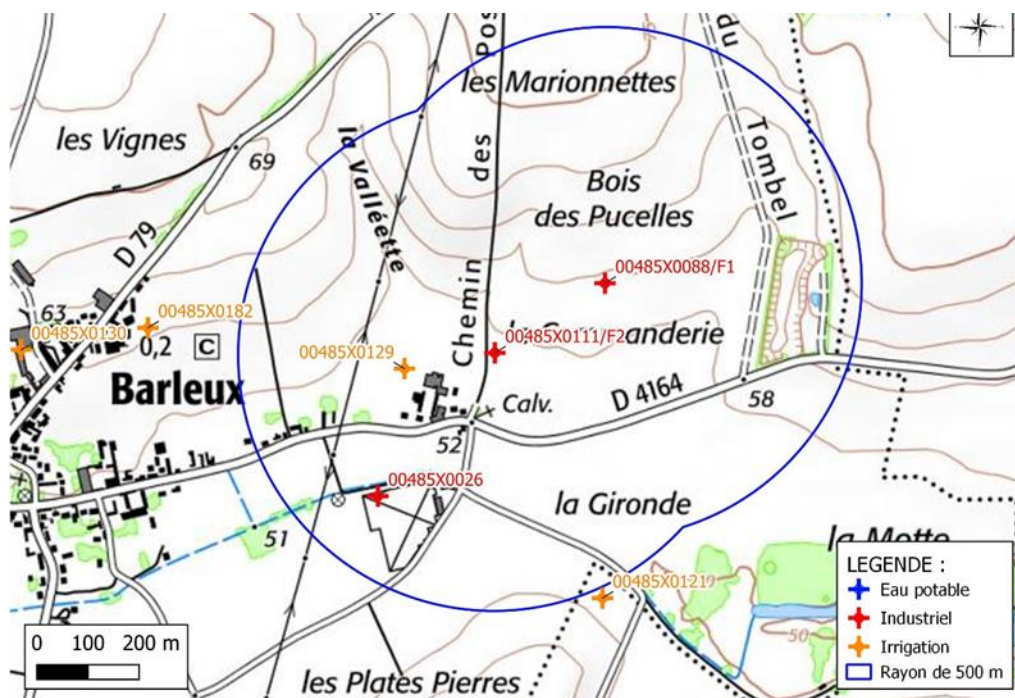 les Marionnettes
Chemin des Pos
du Tombel
les Vignes
69
la Valléette
75
Bois
des Pucelles
D 79
00485X0088/F1
63
00485X0182
00485X0130
0,2
C
00485X0111/F2
anderie
00485X0129
Barleux
Calv.
D 4164
58
52
00485X0026
la Gironde
51
la Motte
00485X0121
50
les Plates Pierres
0 100 200 m
LEGENDE :
Eau potable
Industriel
Irrigation
Rayon de 500 m